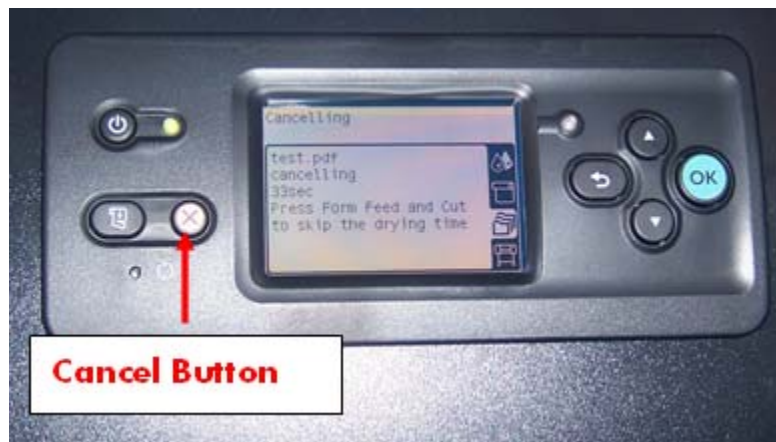 Cancelling
test.pdf
cancelling
33sec
Press Form Feed and Cut
to skip the drying time
OK
Cancel Button